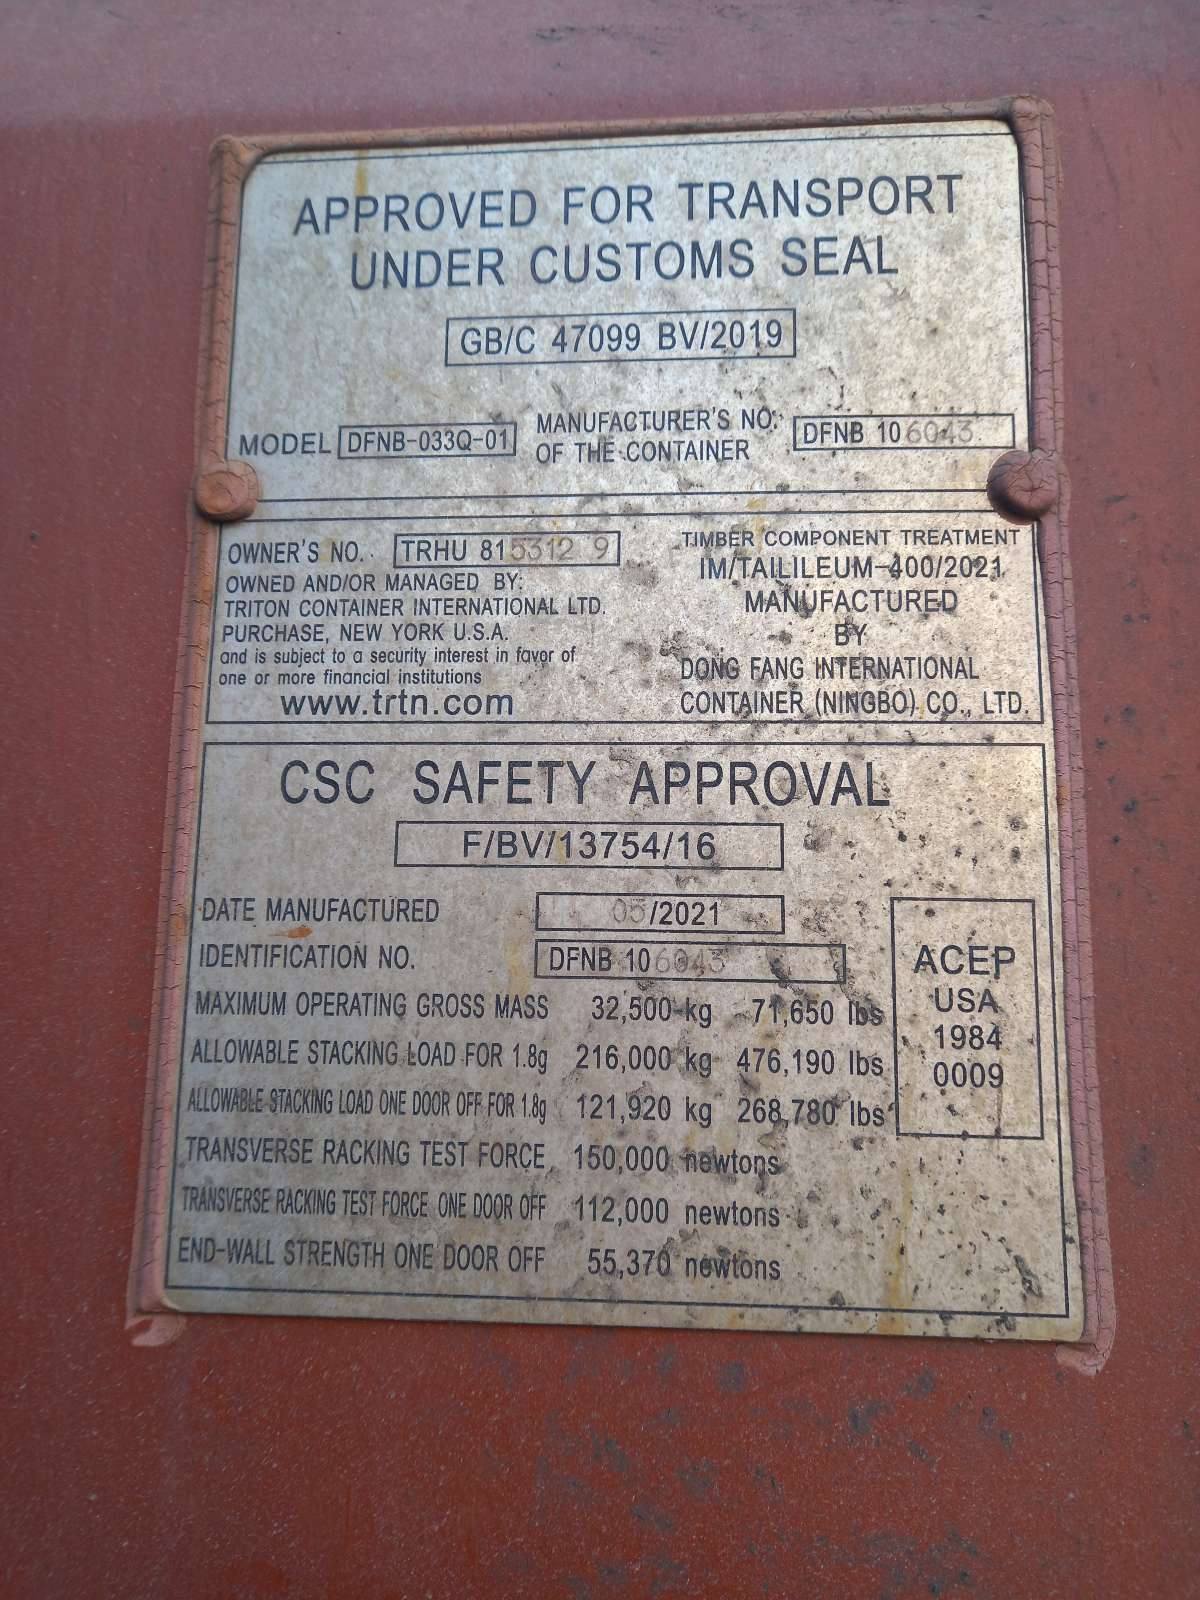 APPROVED FOR TRANSPORT
UNDER CUSTOMS SEAL
GB/C 47099 BV/2019
MODEL DFNB-033Q-01
MANUFACTURER'S NO.
OF THE CONTAINER
DFNB 106043
OWNER'S NO. TRHU 815312 9
OWNED AND/OR MANAGED BY:
TRITON CONTAINER INTERNATIONAL LTD.
PURCHASE, NEW YORK U.S.A.
and is subject to a security interest in favor of
one or more financial institutions
www.trtn.com
TIMBER COMPONENT TREATMENT
IM/TAILILEUM-400/2021
MANUFACTURED
BY
DONG FANG INTERNATIONAL
CONTAINER (NINGBO) CO., LTD.
CSC SAFETY APPROVAL
F/BV/13754/16
DATE MANUFACTURED 05/2021
IDENTIFICATION NO. DFNB 106043
MAXIMUM OPERATING GROSS MASS 32,500 kg 71,650 lbs
ALLOWABLE STACKING LOAD FOR 1.8g 216,000 kg 476,190 lbs
ALLOWABLE STACKING LOAD ONE DOOR OFF FOR 1.8g 121,920 kg 268,780 lbs
TRANSVERSE RACKING TEST FORCE 150,000 newtons
TRANSVERSE RACKING TEST FORCE ONE DOOR OFF 112,000 newtons
END-WALL STRENGTH ONE DOOR OFF 55,370 newtons
ACEP
USA
1984
0009